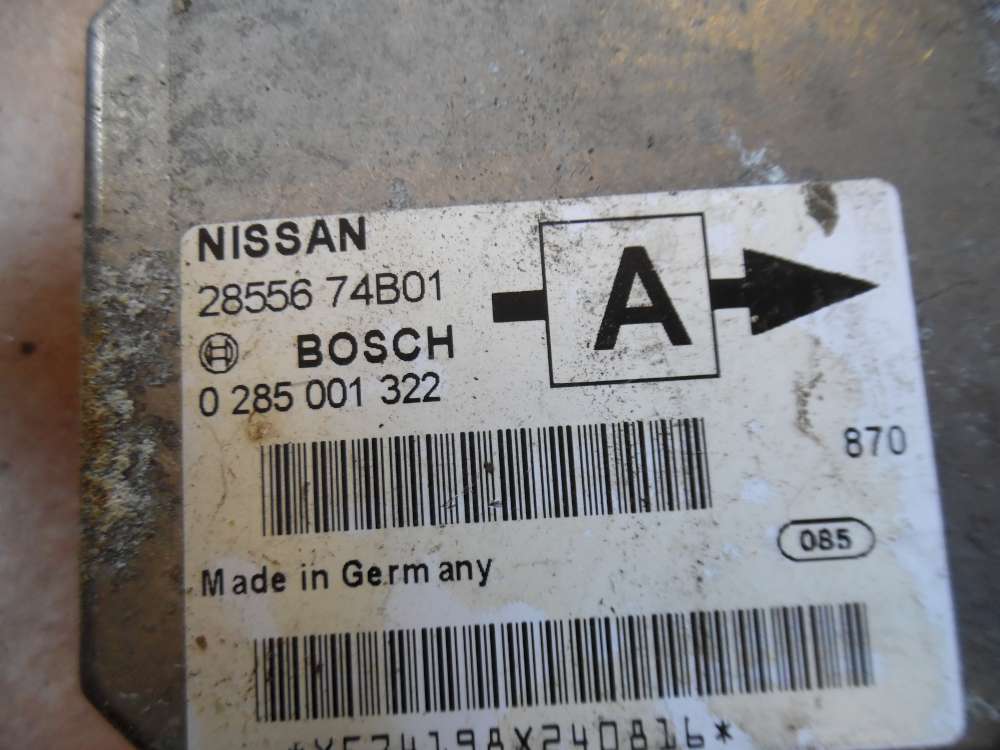 NISSAN
28556 74B01
A
BOSCH
0 285 001 322
870
085
Made in Germany